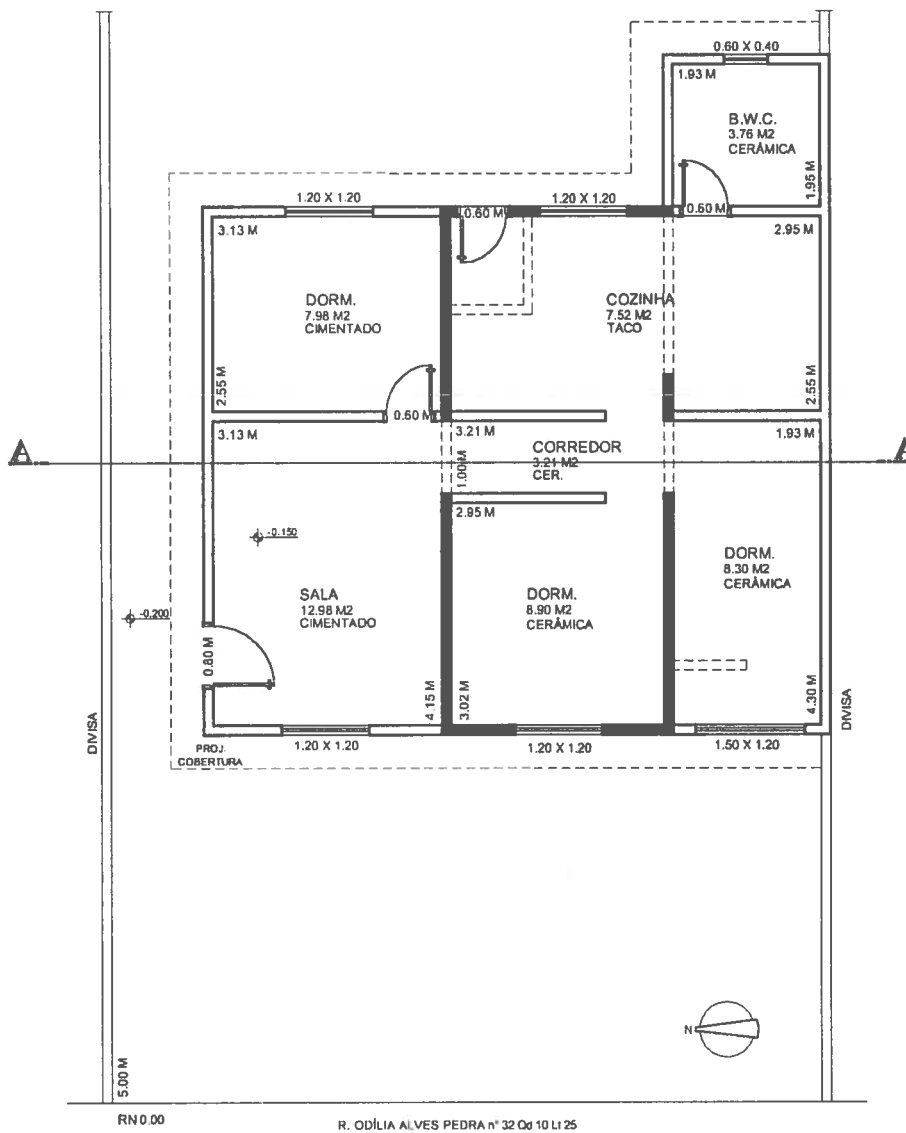 0.60 X 0.40
1.93 M
B.W.C.
3.76 M2
CERÂMICA
1.95 M
1.20 X 1.20
0.60 M
1.20 X 1.20
0.60 M
3.13 M
2.95 M
DORM.
7.98 M2
CIMENTADO
COZINHA
7.52 M2
TACO
2.55 M
2.55 M
0.60 M
3.13 M
3.21 M
1.93 M
CORREDOR
3.21 M2
CER.
1.00 M
A
A
2.95 M
-0.150
-0.200
SALA
12.98 M2
CIMENTADO
DORM.
8.90 M2
CERÂMICA
DORM.
8.30 M2
CERÂMICA
0.80 M
4.15 M
3.02 M
4.30 M
DIVISA
DIVISA
PROJ.
COBERTURA
1.20 X 1.20
1.20 X 1.20
1.50 X 1.20
N
5.00 M
RN 0.00
R. ODÍLIA ALVES PEDRA nº 32 Qd 10 Lt 25